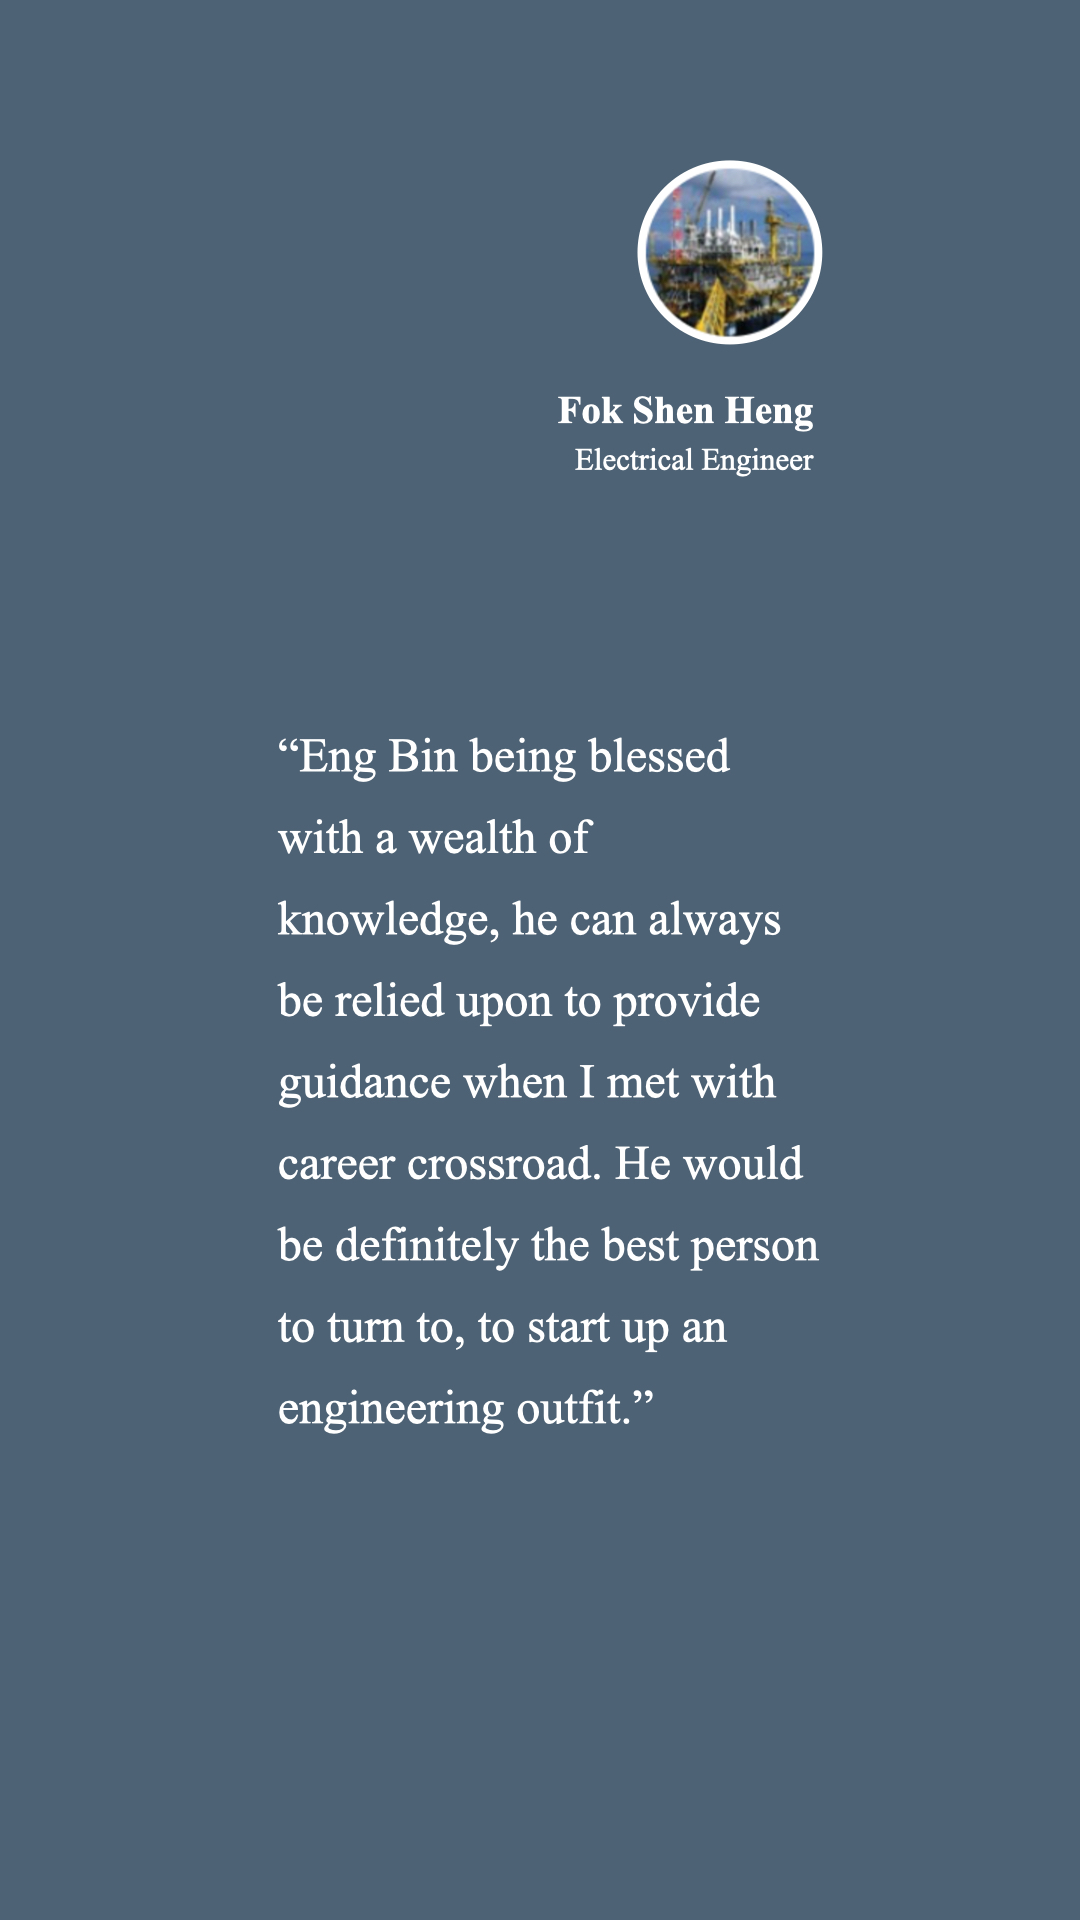 Fok Shen Heng
Electrical Engineer
“Eng Bin being blessed
with a wealth of
knowledge, he can always
be relied upon to provide
guidance when I met with
career crossroad. He would
be definitely the best person
to turn to, to start up an
engineering outfit.”